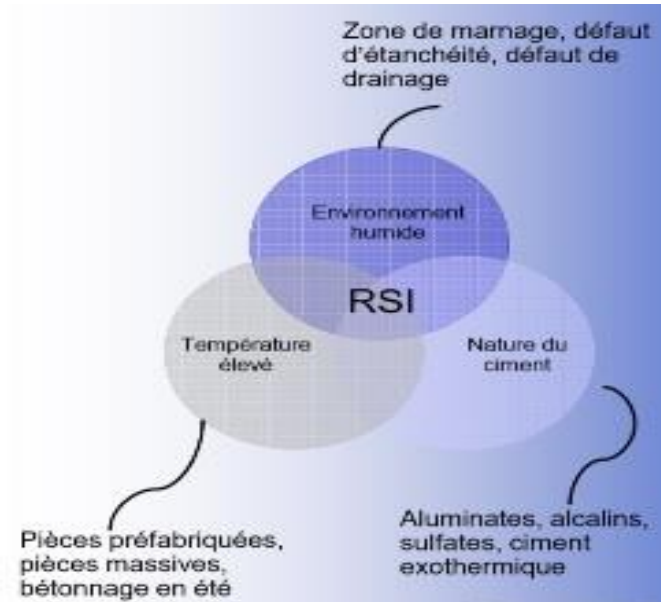 Zone de marnage, défaut
d'étanchéité, défaut de
drainage
Environnement
humide
RSI
Température
élevé
Nature du
ciment
Pièces préfabriquées,
pièces massives,
bétonnage en été
Aluminates, alcalins,
sulfates, ciment
exothermique